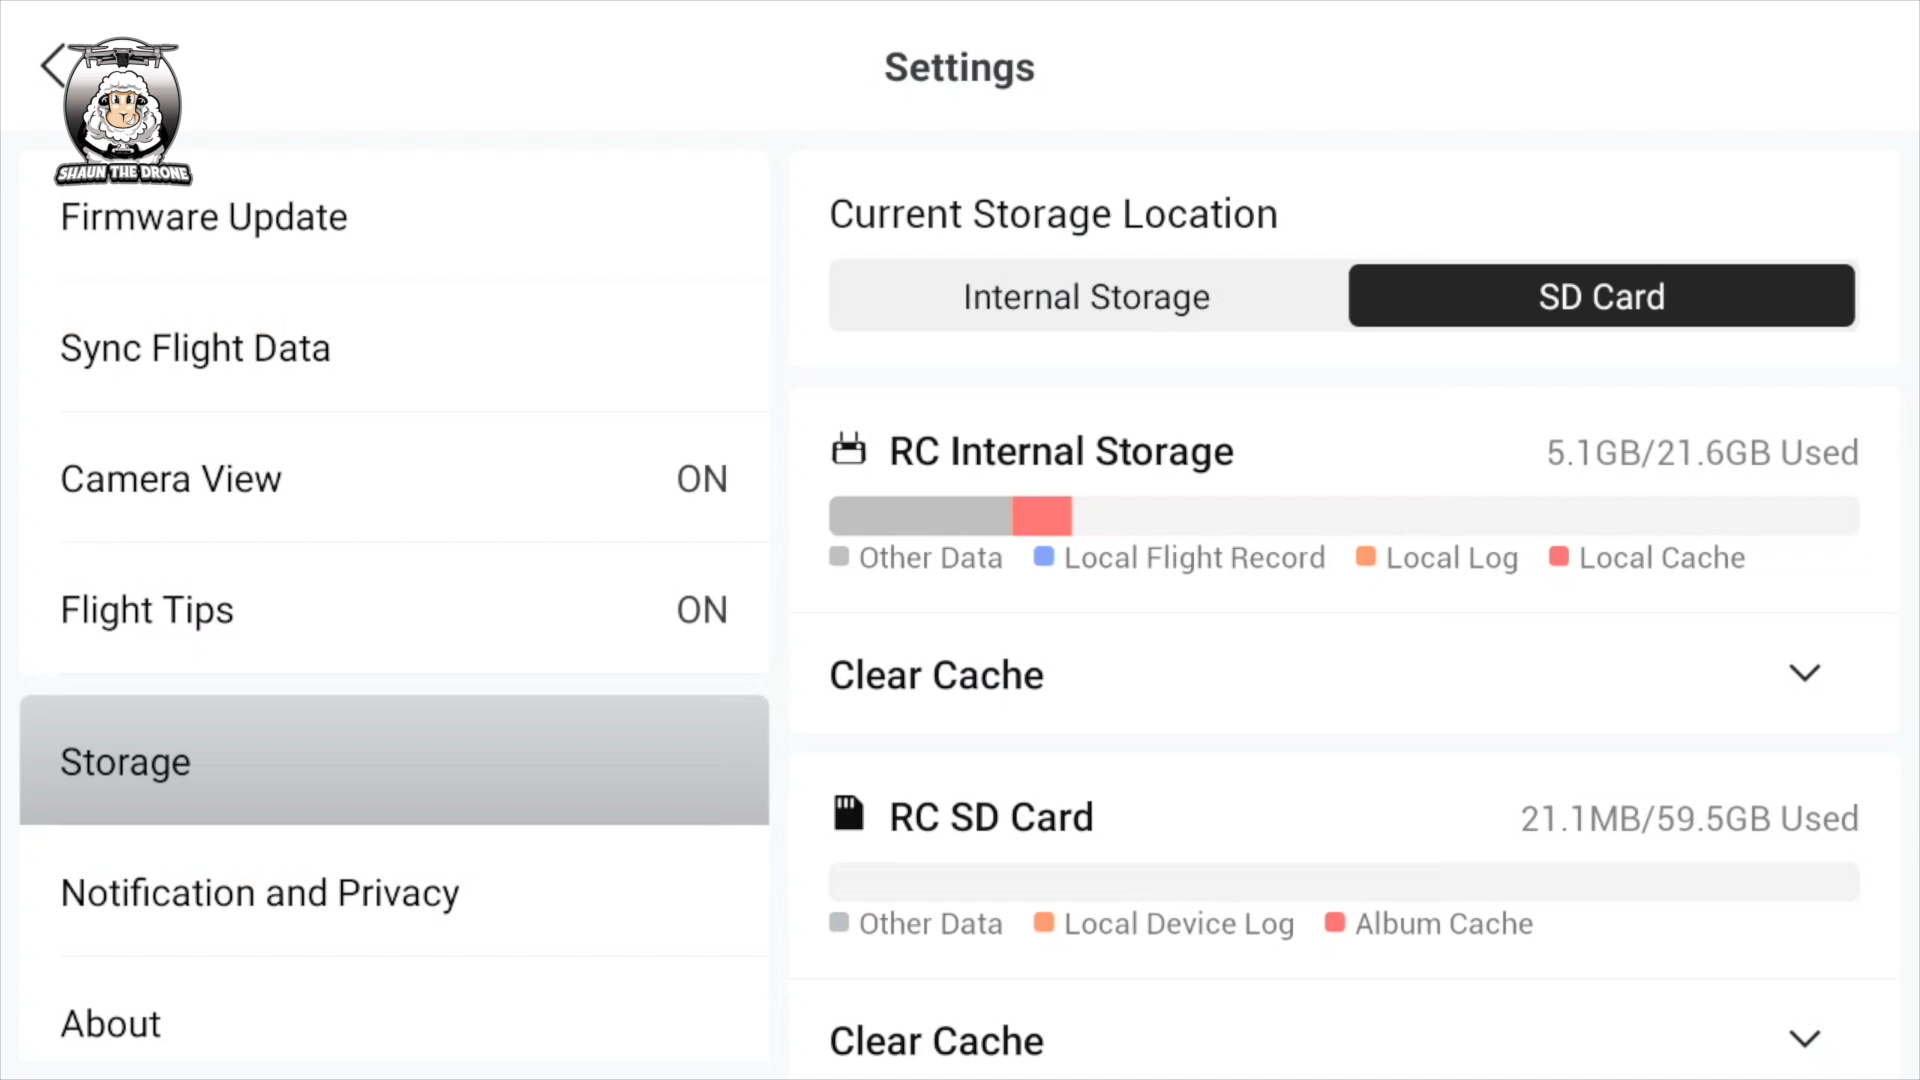 Settings
SHAUN THE DRONE
Firmware Update
Sync Flight Data
Camera View ON
Flight Tips ON
Storage
Notification and Privacy
About
Current Storage Location
Internal Storage SD Card
RC Internal Storage 5.1GB/21.6GB Used
Other Data Local Flight Record Local Log Local Cache
Clear Cache
RC SD Card 21.1MB/59.5GB Used
Other Data Local Device Log Album Cache
Clear Cache